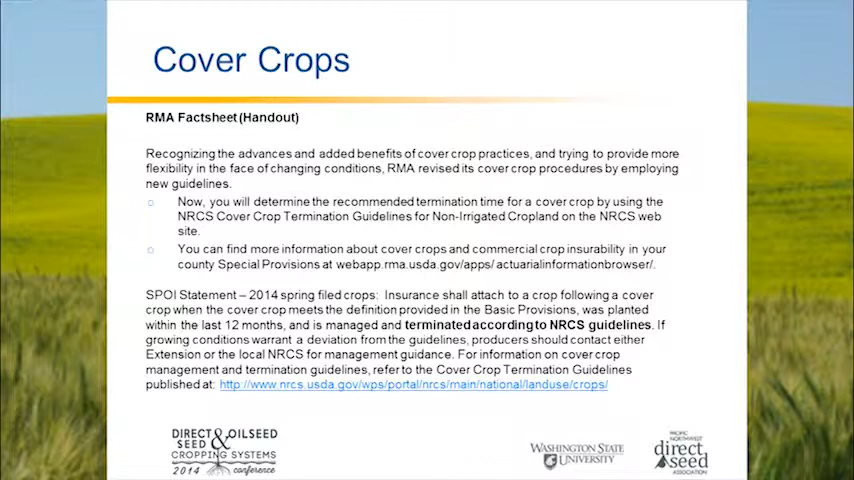 Cover Crops
RMA Factsheet (Handout)
Recognizing the advances and added benefits of cover crop practices, and trying to provide more
flexibility in the face of changing conditions, RMA revised its cover crop procedures by employing
new guidelines.
Now, you will determine the recommended termination time for a cover crop by using the
NRCS Cover Crop Termination Guidelines for Non-Irrigated Cropland on the NRCS web
site.
You can find more information about cover crops and commercial crop insurability in your
county Special Provisions at webapp.rma.usda.gov/apps/ actuarialinformationbrowser/.
SPOI Statement – 2014 spring filed crops: Insurance shall attach to a crop following a cover
crop when the cover crop meets the definition provided in the Basic Provisions, was planted
within the last 12 months, and is managed and terminated according to NRCS guidelines. If
growing conditions warrant a deviation from the guidelines, producers should contact either
Extension or the local NRCS for management guidance. For information on cover crop
management and termination guidelines, refer to the Cover Crop Termination Guidelines
published at: http://www.nrcs.usda.gov/wps/portal/nrcs/main/national/landuse/crops/
DIRECT SEED & OILSEED
CROPPING SYSTEMS
2014 conference
WASHINGTON STATE
UNIVERSITY
PACIFIC
NORTHWEST
direct
seed
ASSOCIATION